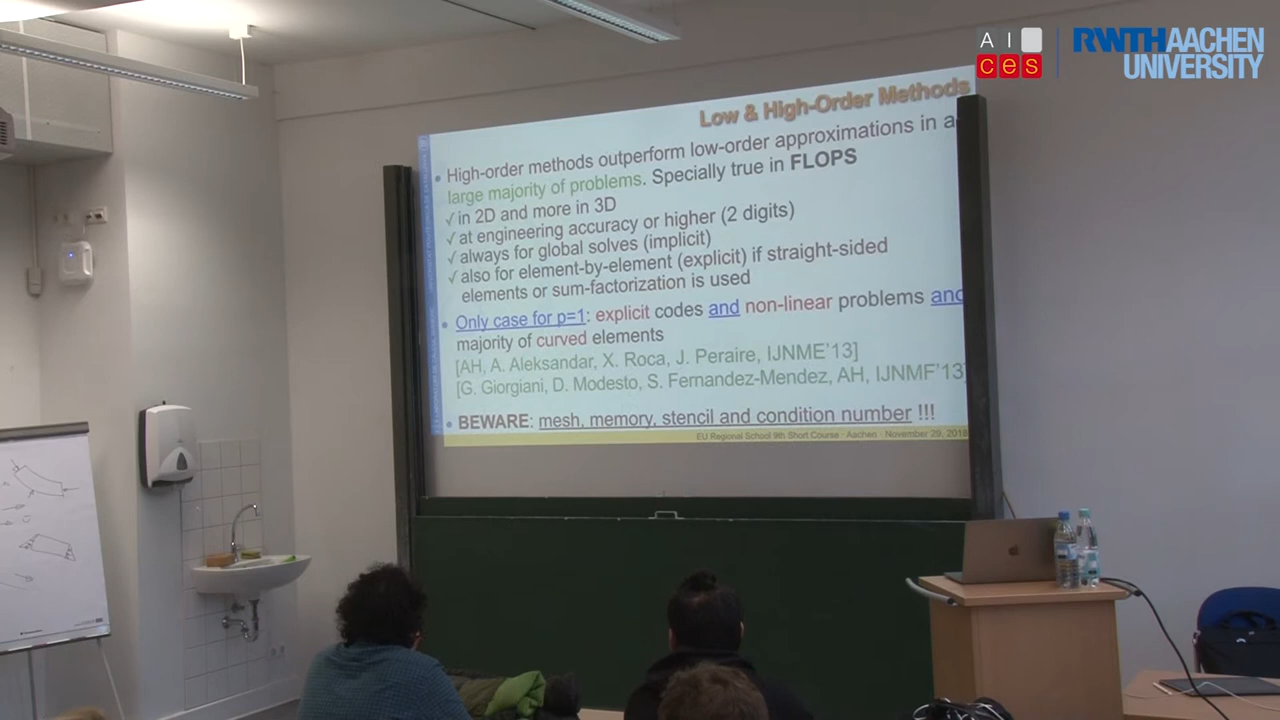 AI
ces
RWTHAACHEN
UNIVERSITY
Low & High-Order Methods
• High-order methods outperform low-order approximations in a
large majority of problems. Specially true in FLOPS
✓ in 2D and more in 3D
✓ at engineering accuracy or higher (2 digits)
✓ always for global solves (implicit)
✓ also for element-by-element (explicit) if straight-sided
elements or sum-factorization is used
• Only case for p=1: explicit codes and non-linear problems and
majority of curved elements
[AH, A. Aleksandar, X. Roca, J. Peraire, IJNME'13]
[G. Giorgiani, D. Modesto, S. Fernandez-Mendez, AH, IJNMF'13]
• BEWARE: mesh, memory, stencil and condition number !!!
EU Regional School 9th Short Course · Aachen · November 29, 2018